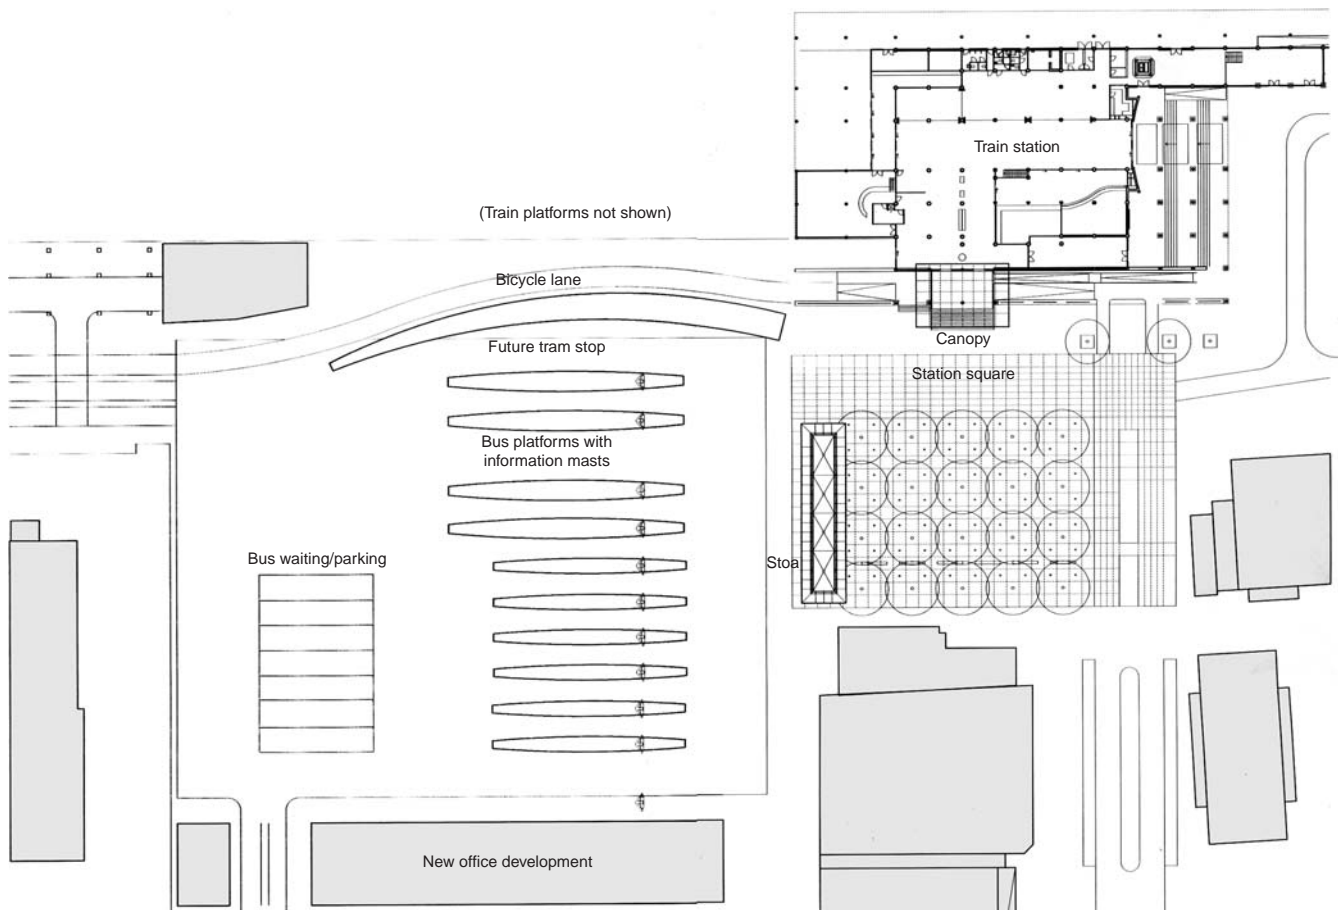 Train station
(Train platforms not shown)
Bicycle lane
Canopy
Future tram stop
Station square
Bus platforms with
information masts
Bus waiting/parking
Stoa
New office development